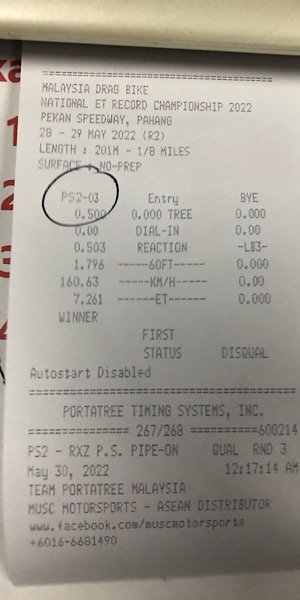 ==================================
MALAYSIA DRAG BIKE
NATIONAL ET RECORD CHAMPIONSHIP 2022
PEKAN SPEEDWAY, PAHANG
28 - 29 MAY 2022 (R2)
LENGTH : 201M - 1/8 MILES
SURFACE : NO-PREP
PS2-03 Entry BYE
0.500 0.000 TREE 0.000
0.00 DIAL-IN 0.00
0.503 REACTION -LB3-
1.796 -----60FT----- 0.000
160.63 -----KM/H----- 0.00
7.261 ------ET------ 0.000
WINNER
FIRST
STATUS DISQUAL
Autostart Disabled
==================================
PORTATREE TIMING SYSTEMS, INC.
=============== 267/268 ==========600214
PS2 - RXZ P.S. PIPE-ON QUAL RND 3
May 30, 2022 12:17:14 AM
TEAM PORTATREE MALAYSIA
MUSC MOTORSPORTS - ASEAN DISTRIBUTOR
www.facebook.com/muscmotorsports
+6016-6681490